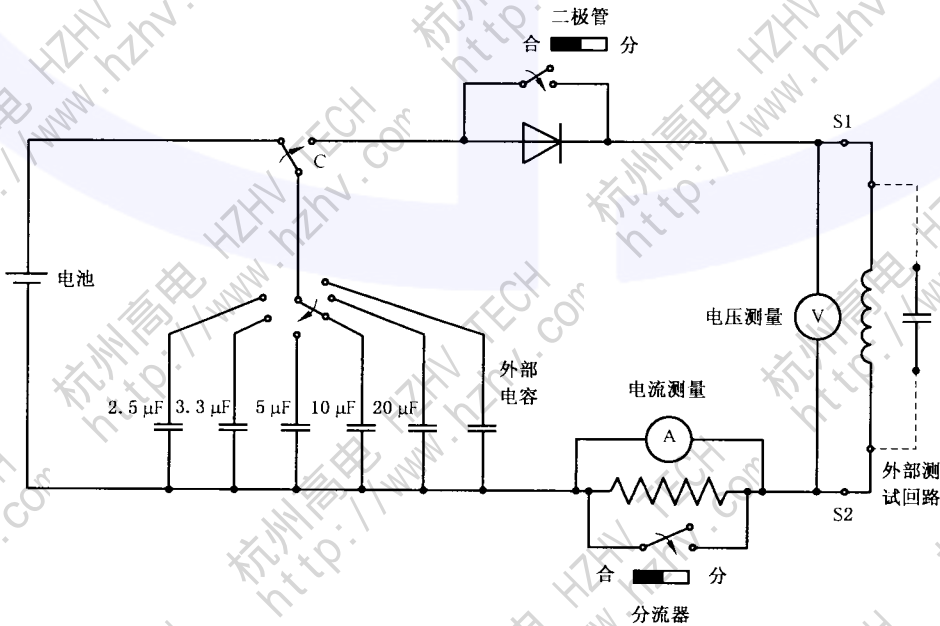 二极管
合 分
S1
C
电池
电压测量
V
外部
电容
电流测量
2.5 μF 3.3 μF 5 μF 10 μF 20 μF
A
外部测
试回路
S2
合 分
分流器
杭州高电 HZHV TECH
http://www.hzhv.com